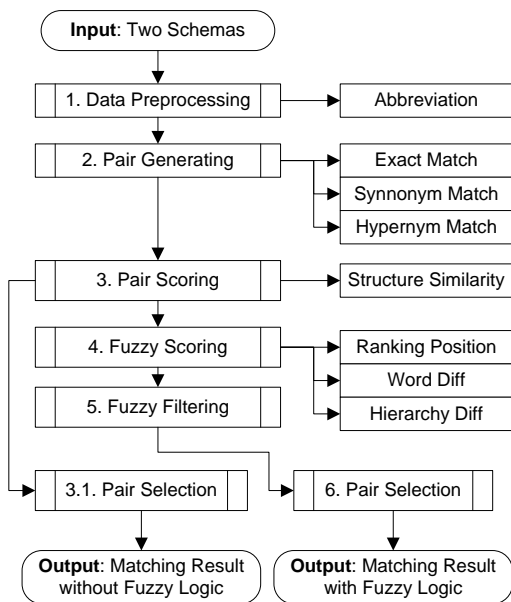 Input: Two Schemas
1. Data Preprocessing
Abbreviation
2. Pair Generating
Exact Match
Synnonym Match
Hypernym Match
3. Pair Scoring
Structure Similarity
4. Fuzzy Scoring
Ranking Position
Word Diff
5. Fuzzy Filtering
Hierarchy Diff
3.1. Pair Selection
6. Pair Selection
Output: Matching Result
without Fuzzy Logic
Output: Matching Result
with Fuzzy Logic